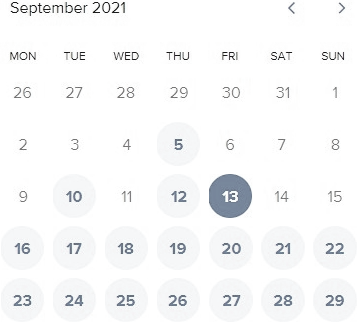 September 2021
MON TUE WED THU FRI SAT SUN
26 27 28 29 30 31 1
2 3 4 5 6 7 8
9 10 11 12 13 14 15
16 17 18 19 20 21 22
23 24 25 26 27 28 29